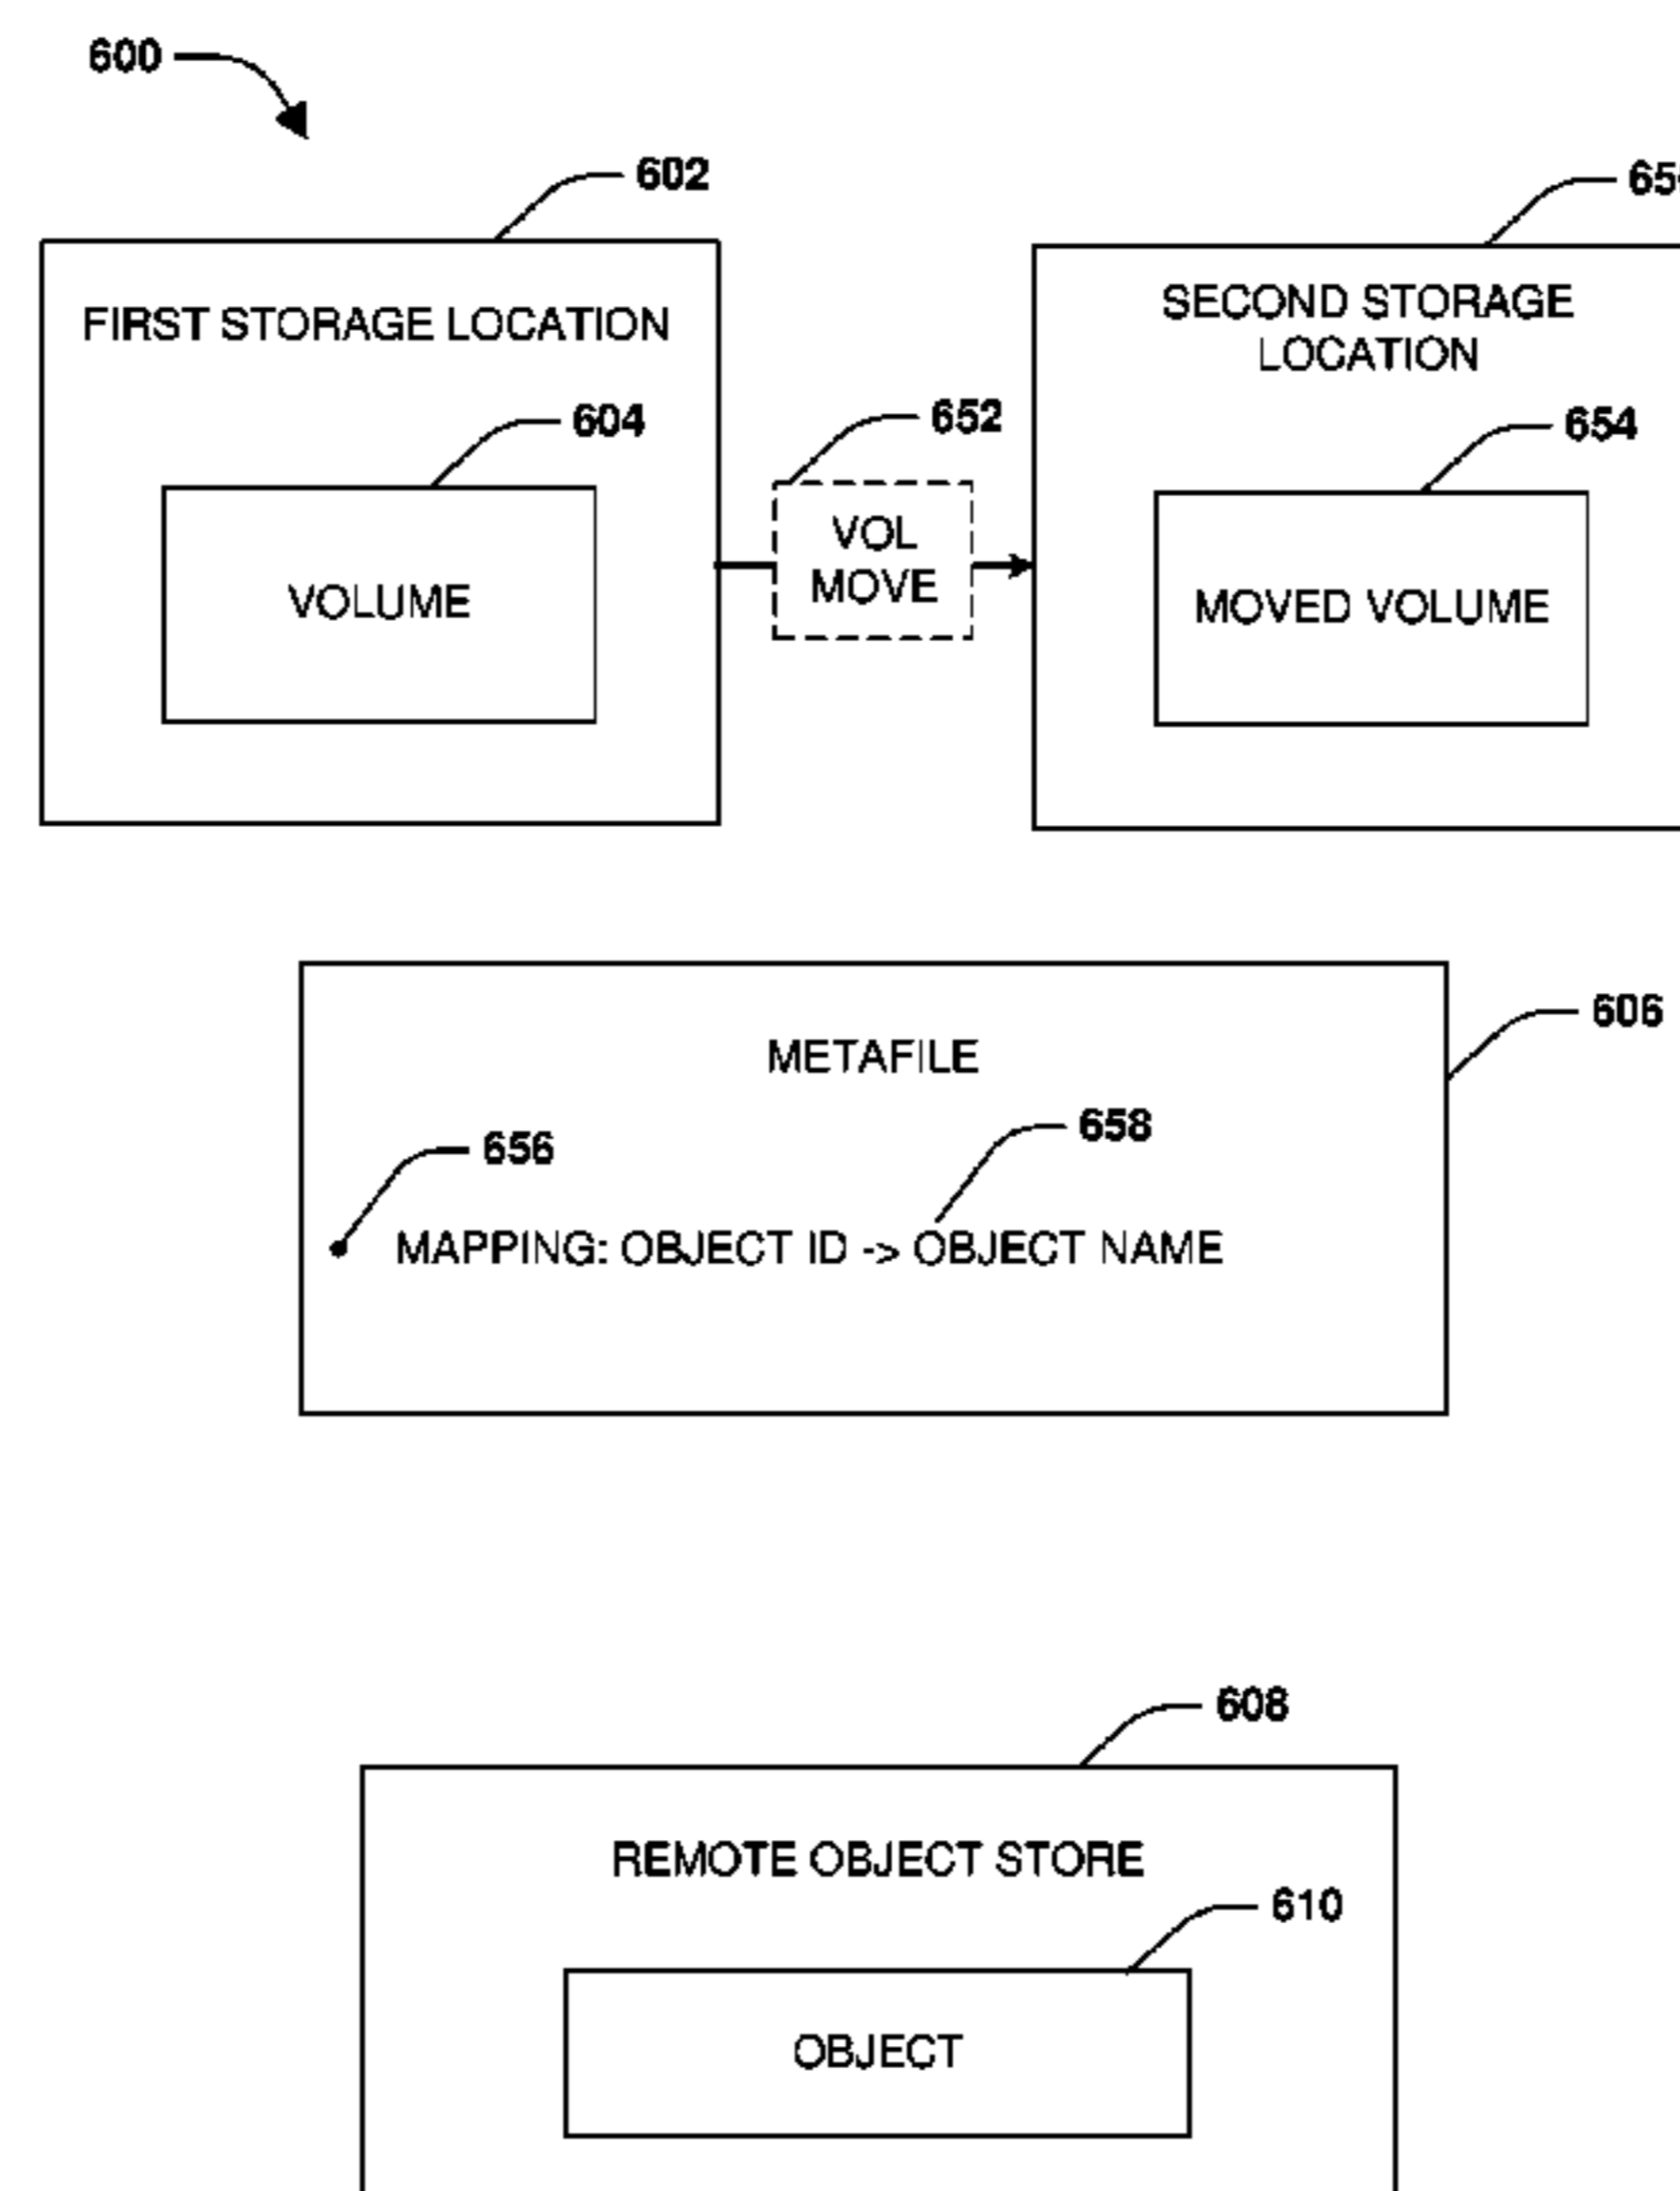 600
602
FIRST STORAGE LOCATION
604
VOLUME
652
VOL
MOVE
SECOND STORAGE
LOCATION
654
MOVED VOLUME
METAFILE
606
656
658
MAPPING: OBJECT ID -> OBJECT NAME
608
REMOTE OBJECT STORE
610
OBJECT